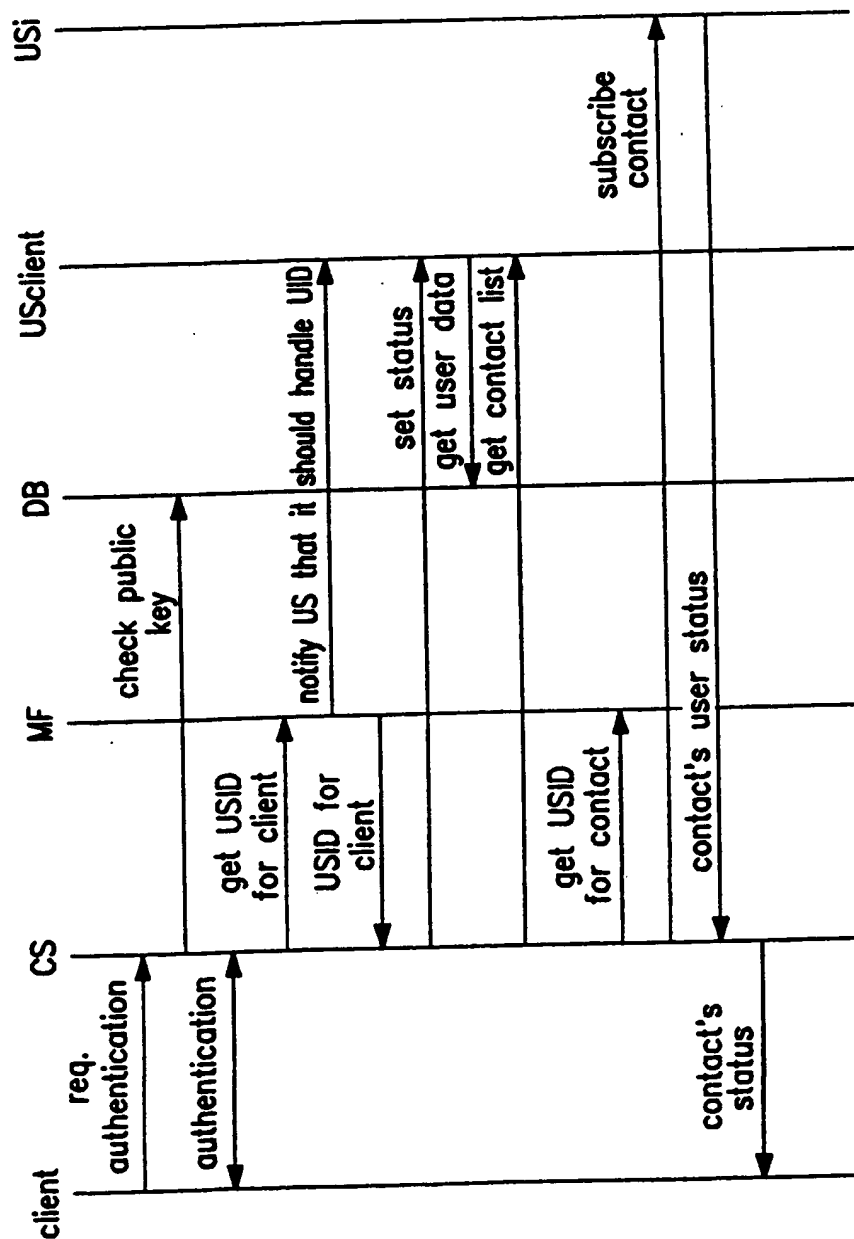 client
CS
MF
DB
USclient
USi
req.
authentication
check public
key
authentication
get USID
for client
notify US that it should handle UID
USID for
client
set status
get user data
get contact list
get USID
for contact
subscribe
contact
contact's user status
contact's
status